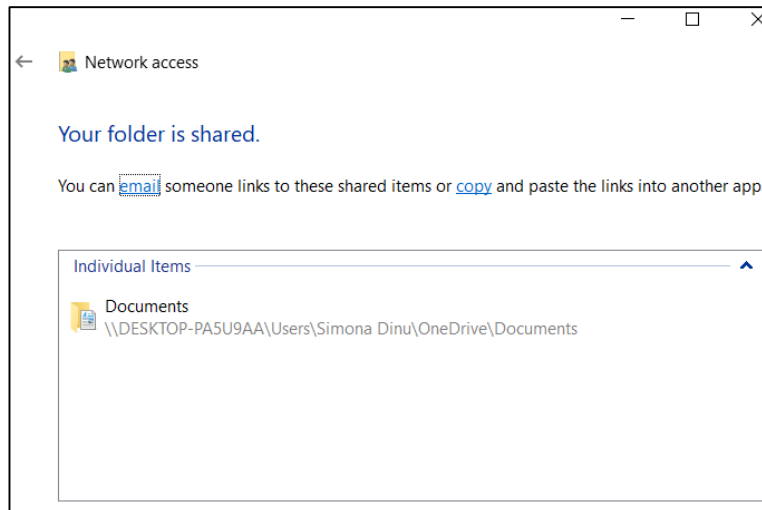 Network access
Your folder is shared.
You can email someone links to these shared items or copy and paste the links into another app
Individual Items
Documents
\\DESKTOP-PA5U9AA\Users\Simona Dinu\OneDrive\Documents